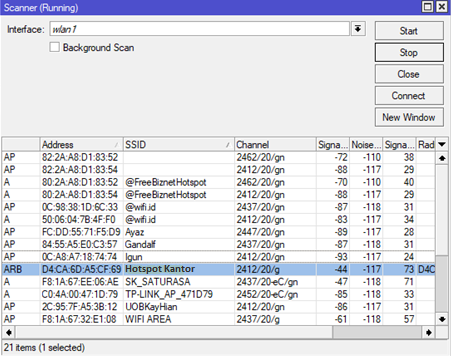 Scanner (Running)
Interface: wlan1
Start
Background Scan
Stop
Close
Connect
New Window
Address SSID Channel Signa... Noise... Signa... Rad
AP 82:2A:A8:D1:83:52 2462/20/gn -72 -110 38
AP 82:2A:A8:D1:83:54 2412/20/gn -88 -117 29
A 80:2A:A8:D1:83:52 @FreeBiznetHotspot 2462/20/gn -70 -110 40
A 80:2A:A8:D1:83:54 @FreeBiznetHotspot 2412/20/gn -88 -117 29
AP 0C:98:38:1D:6C:33 @wifi.id 2412/20/gn -87 -118 31
A 50:06:04:7B:4F:F0 @wifi.id 2412/20/gn -83 -117 34
AP FC:DD:55:71:F5:D9 Ayaz 2447/20/gn -89 -118 29
AP 84:55:A5:E0:C3:57 Gandalf 2437/20/gn -87 -118 31
AP 0C:A8:A7:18:74:74 Igun 2412/20/gn -93 -117 24
ARB D4:CA:6D:A5:CF:69 Hotspot Kantor 2412/20/g -44 -117 73 D4C
A F8:1A:67:EE:06:AE SK_SATURASA 2437/20-eC/gn -47 -118 71
A C0:4A:00:47:1D:79 TP-LINK_AP_471D79 2452/20-eC/gn -85 -118 33
AP 2C:95:7F:A5:3B:12 UOBKayHian 2412/20/gn -86 -117 31
AP F8:1A:67:32:E1:08 WIFI AREA 2437/20/g -61 -118 57
21 items (1 selected)